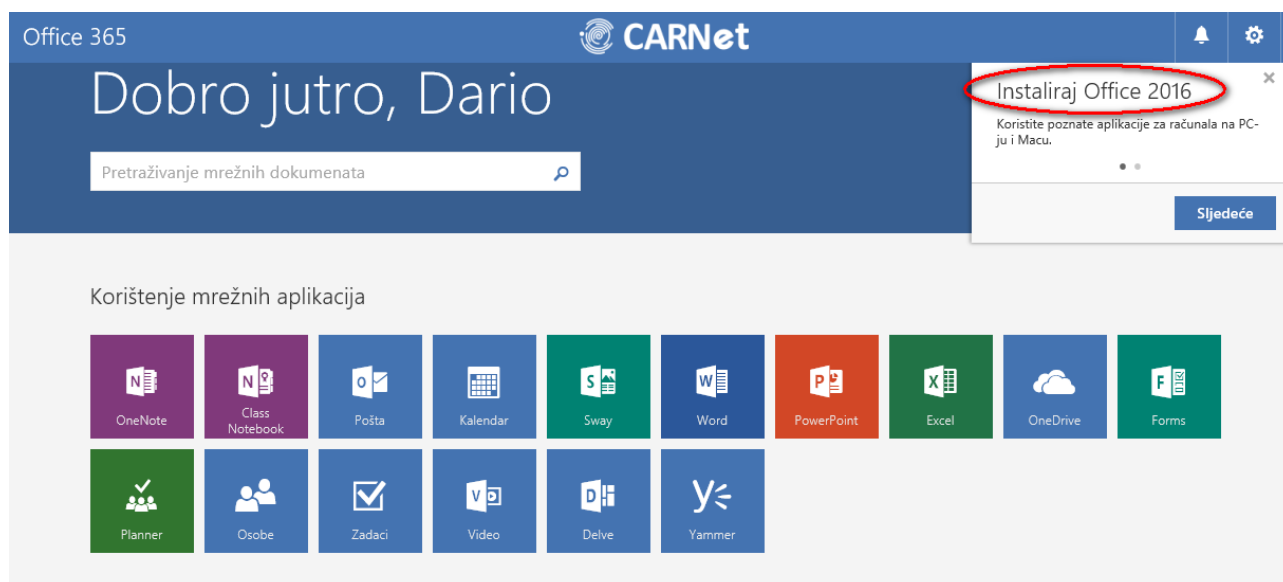 Office 365
CARNet
Dobro jutro, Dario
Instaliraj Office 2016
Koristite poznate aplikacije za računala na PC-
ju i Macu.
Pretraživanje mrežnih dokumenata
Sljedeće
Korištenje mrežnih aplikacija
OneNote
Class
Notebook
Pošta
Kalendar
Sway
Word
PowerPoint
Excel
OneDrive
Forms
Planner
Osobe
Zadaci
Video
Delve
Yammer